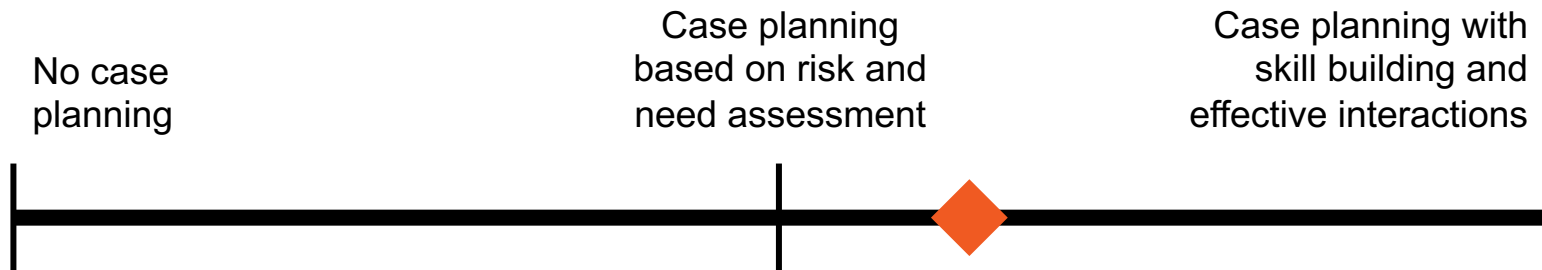 No case
planning
Case planning
based on risk and
need assessment
Case planning with
skill building and
effective interactions